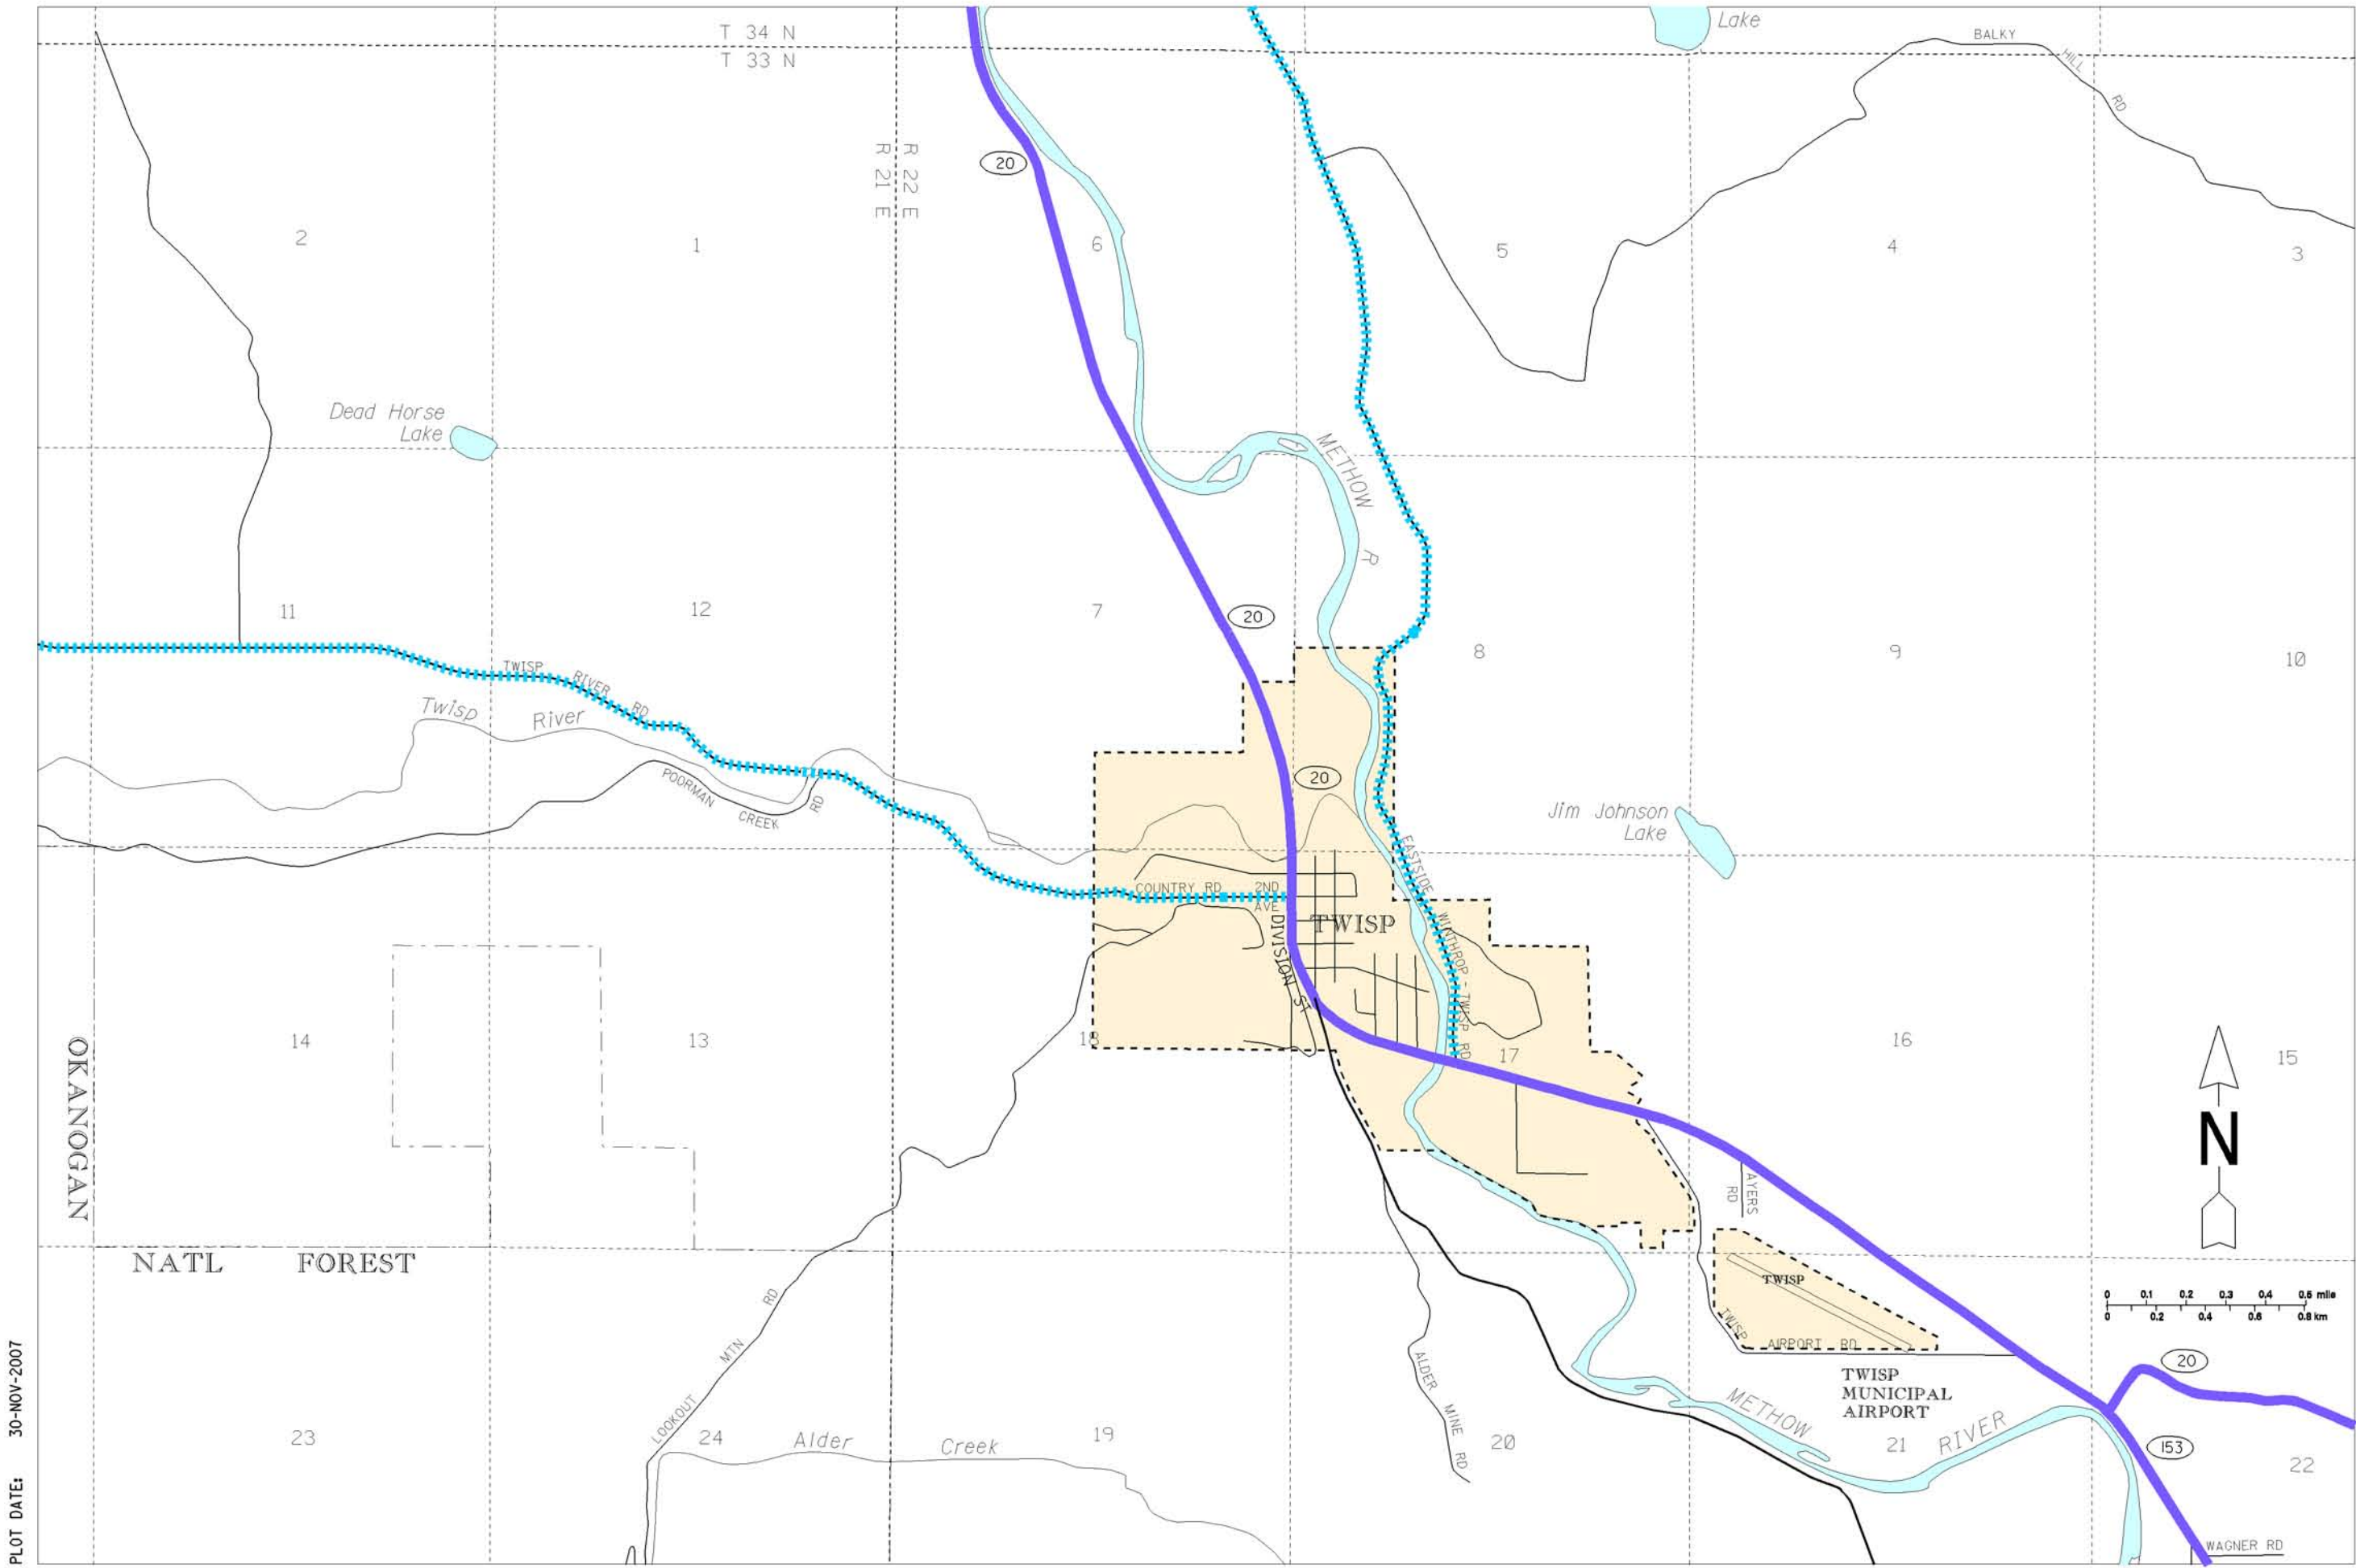 T 34 N
T 33 N
Lake
BALKY HILL RD
20
R 21 E
R 22 E
2
1
6
5
4
3
Dead Horse
Lake
METHOW R
11
12
7
20
8
9
10
TWISP RIVER RD
Twisp River
POORMAN CREEK RD
20
Jim Johnson
Lake
EASTSIDE WINTHROP - TWISP RD
COUNTRY RD
2ND
AVE
TWISP
DIVISION ST
14
13
18
17
16
15
OKANOGAN
NATL FOREST
N
AYERS
RD
TWISP
TWISP AIRPORT RD
0 0.1 0.2 0.3 0.4 0.5 mile
0 0.2 0.4 0.6 0.8 km
TWISP
MUNICIPAL
AIRPORT
20
LOOKOUT MTN RD
ALDER MINE RD
METHOW RIVER
153
23
24
Alder Creek
19
20
21
22
WAGNER RD
PLOT DATE: 30-NOV-2007